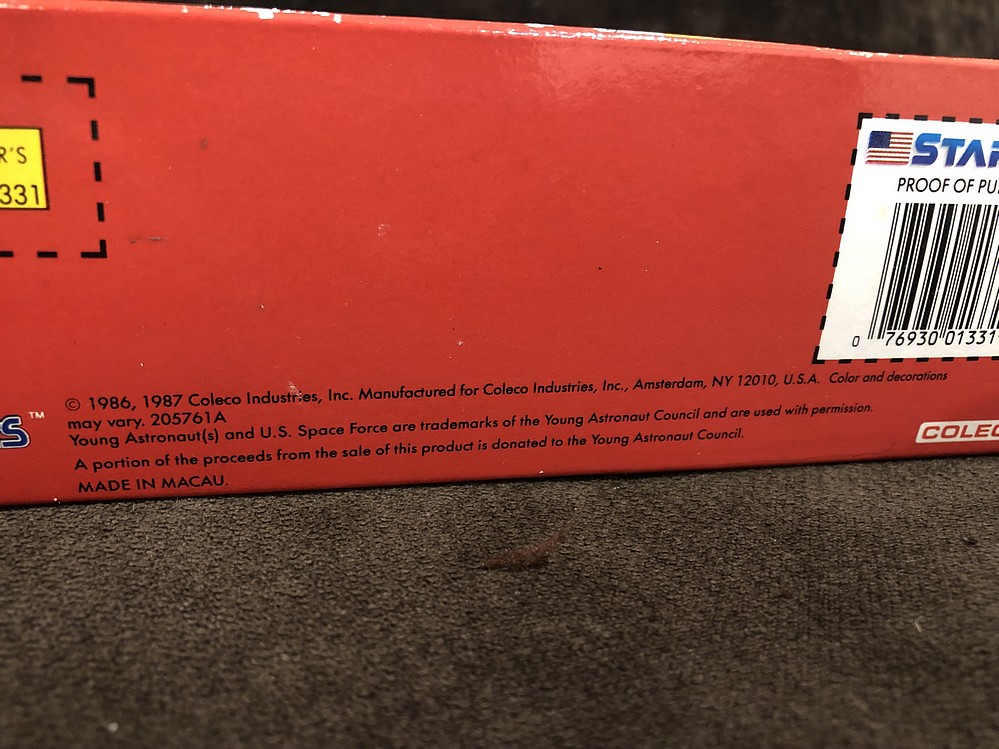 R'S
331
STAR
PROOF OF PU
0 76930 01331
S™
© 1986, 1987 Coleco Industries, Inc. Manufactured for Coleco Industries, Inc., Amsterdam, NY 12010, U.S.A. Color and decorations
may vary. 205761A
Young Astronaut(s) and U.S. Space Force are trademarks of the Young Astronaut Council and are used with permission.
A portion of the proceeds from the sale of this product is donated to the Young Astronaut Council.
MADE IN MACAU.
COLEC